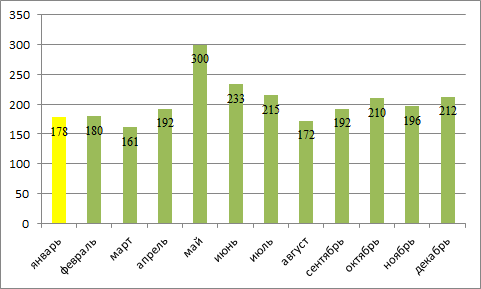 350
300
250
200
150
100
50
0
178
180
161
192
300
233
215
172
192
210
196
212
январь
февраль
март
апрель
май
июнь
июль
август
сентябрь
октябрь
ноябрь
декабрь